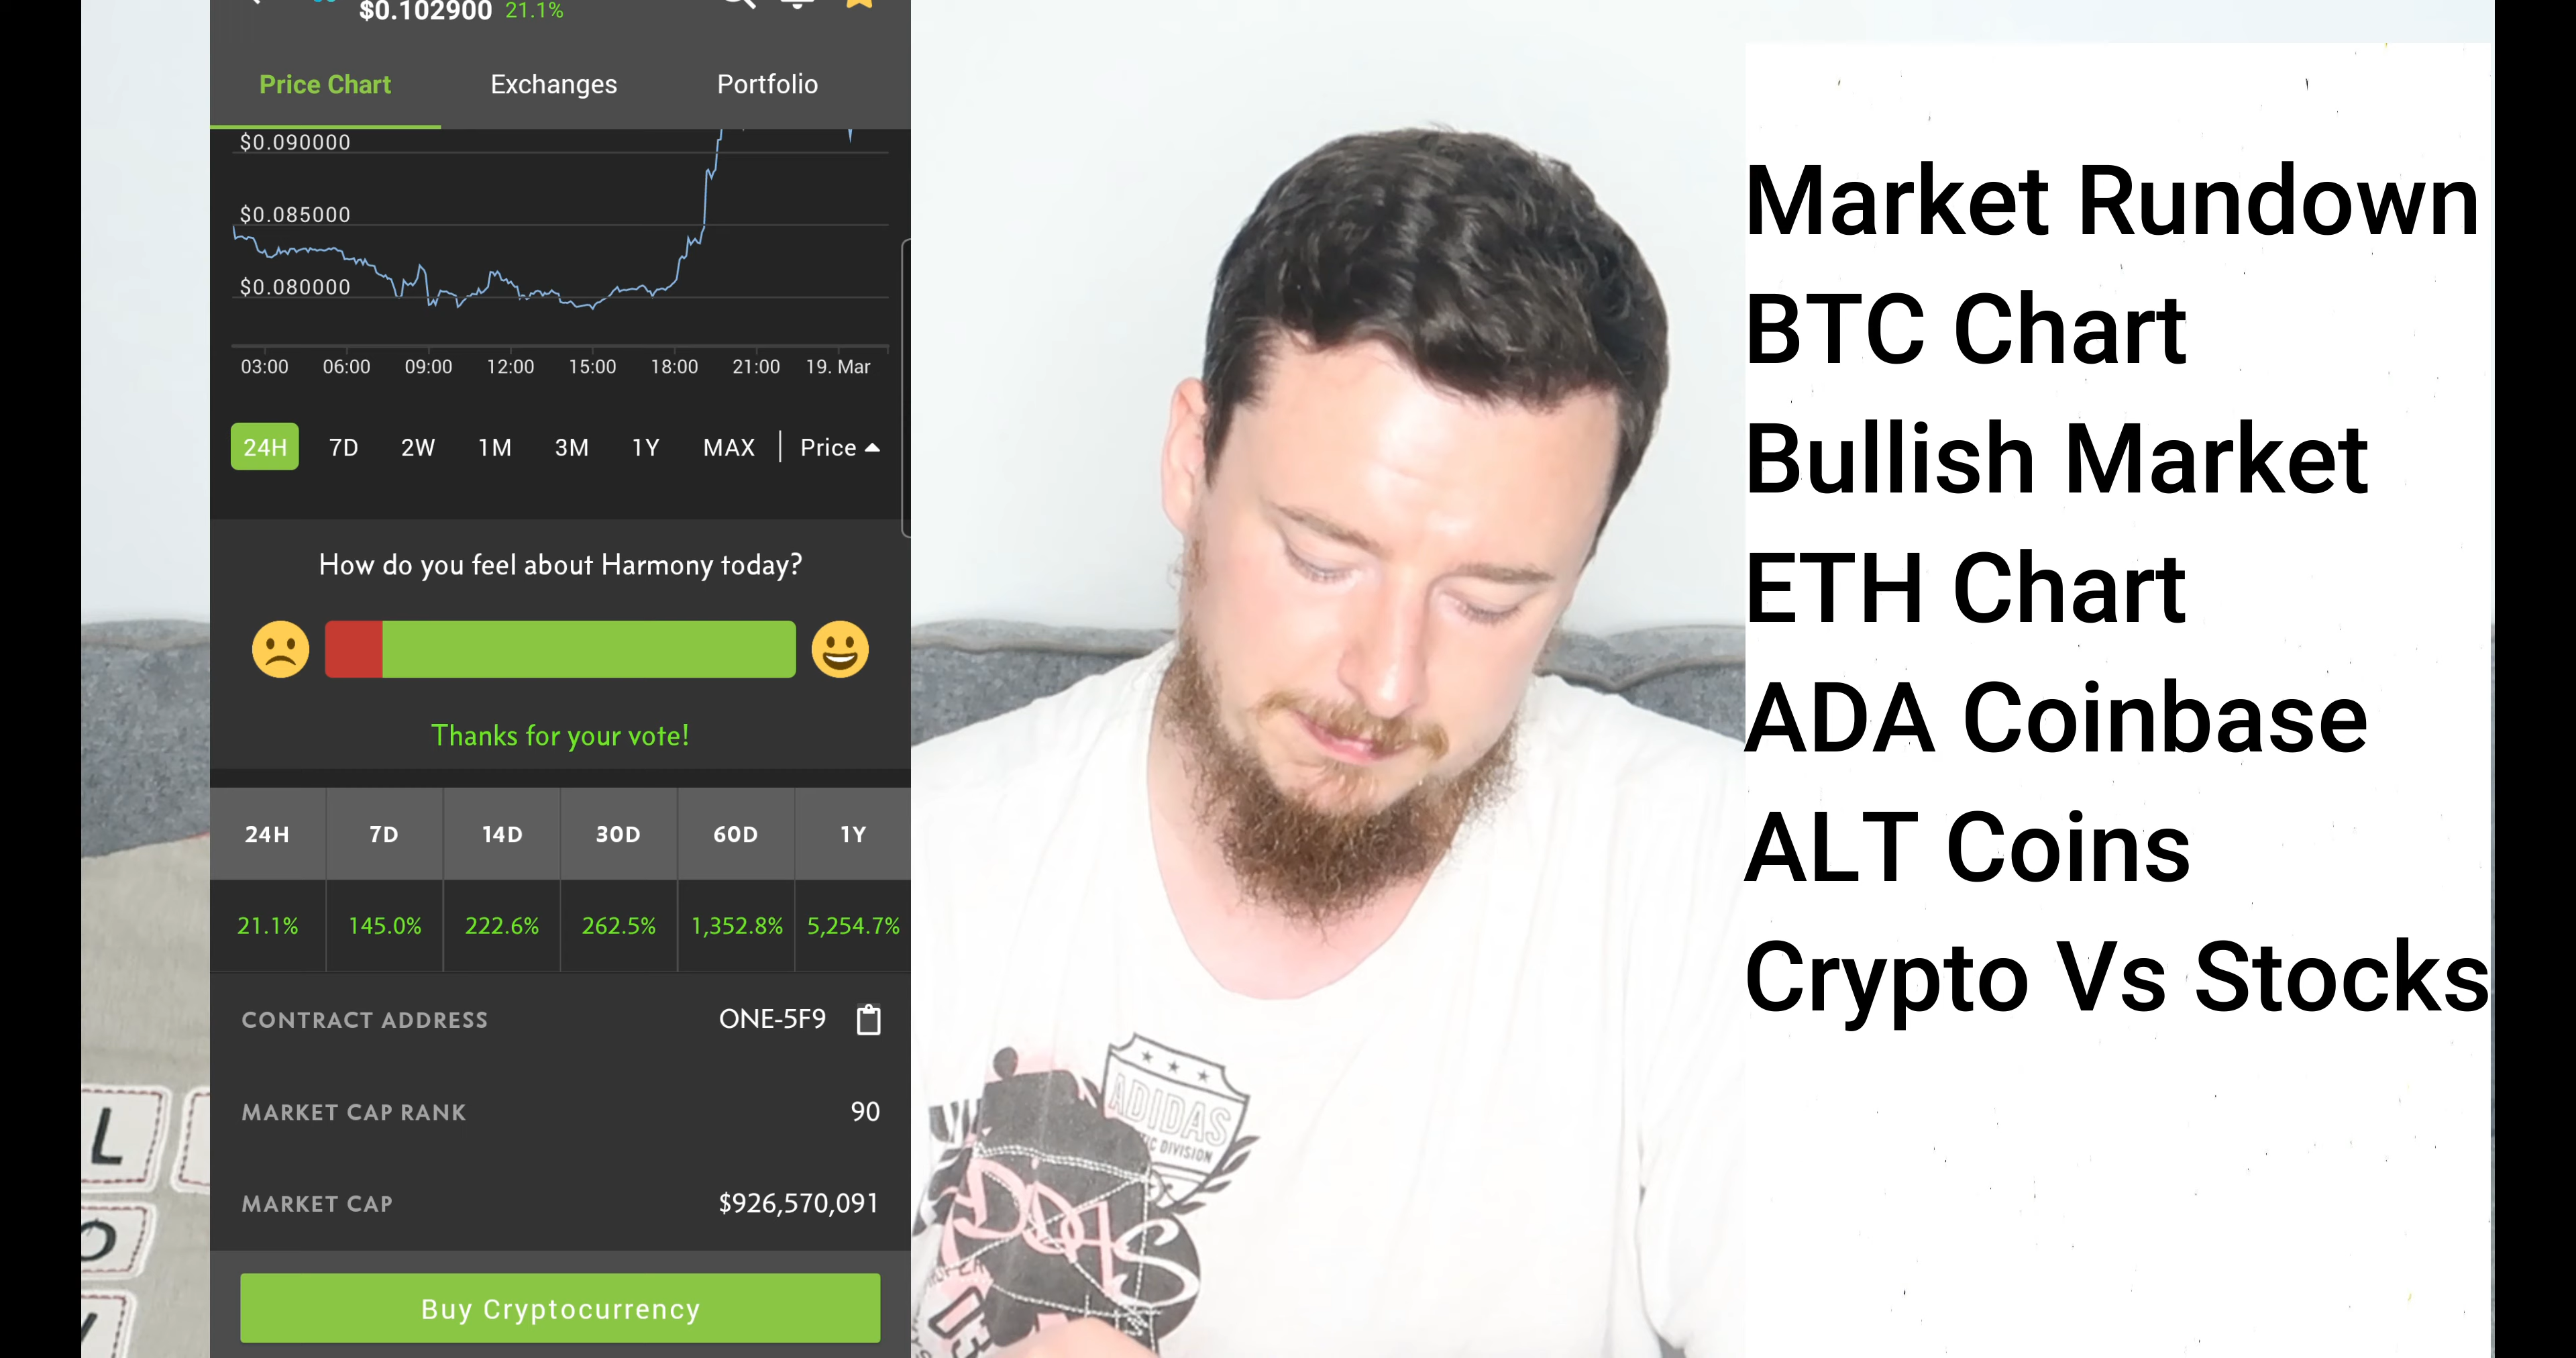 $0.102900 21.1%
Price Chart Exchanges Portfolio
$0.090000
$0.085000
$0.080000
03:00 06:00 09:00 12:00 15:00 18:00 21:00 19. Mar
24H 7D 2W 1M 3M 1Y MAX | Price
How do you feel about Harmony today?
Thanks for your vote!
24H 7D 14D 30D 60D 1Y
21.1% 145.0% 222.6% 262.5% 1,352.8% 5,254.7%
CONTRACT ADDRESS ONE-5F9
MARKET CAP RANK 90
MARKET CAP $926,570,091
Buy Cryptocurrency
Market Rundown
BTC Chart
Bullish Market
ETH Chart
ADA Coinbase
ALT Coins
Crypto Vs Stocks
ADIDAS
DIVISION
L
O